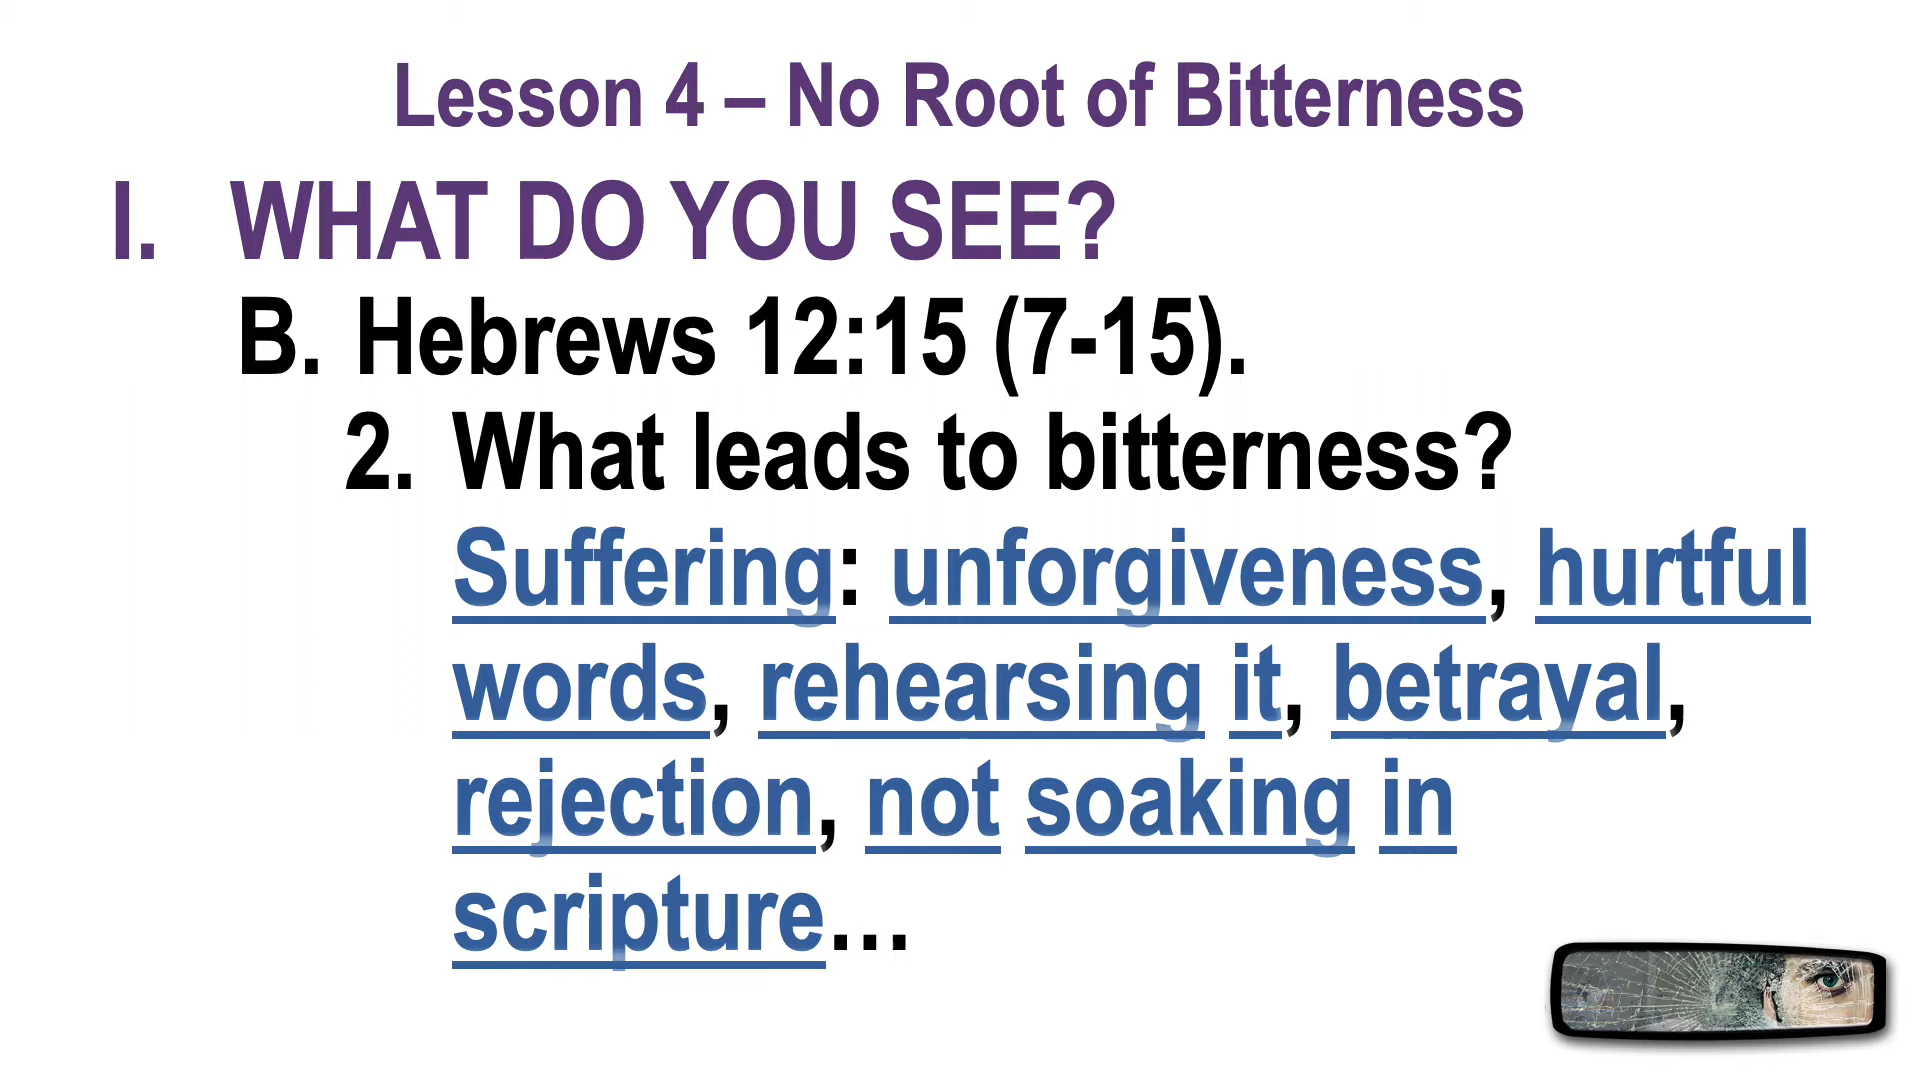 Lesson 4 – No Root of Bitterness
I. WHAT DO YOU SEE?
B. Hebrews 12:15 (7-15).
2. What leads to bitterness?
Suffering: unforgiveness, hurtful
words, rehearsing it, betrayal,
rejection, not soaking in
scripture…